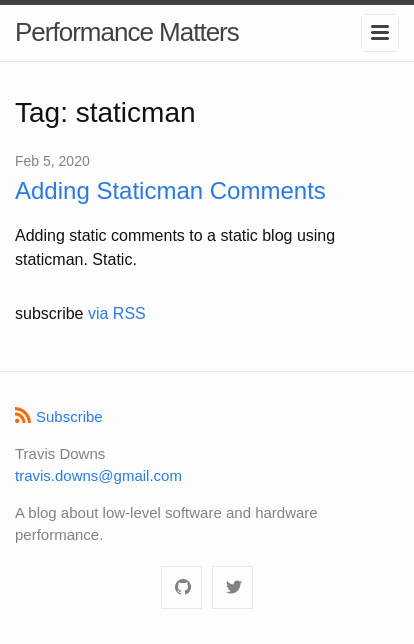 Performance Matters
Tag: staticman
Feb 5, 2020
Adding Staticman Comments
Adding static comments to a static blog using
staticman. Static.
subscribe via RSS
Subscribe
Travis Downs
travis.downs@gmail.com
A blog about low-level software and hardware
performance.